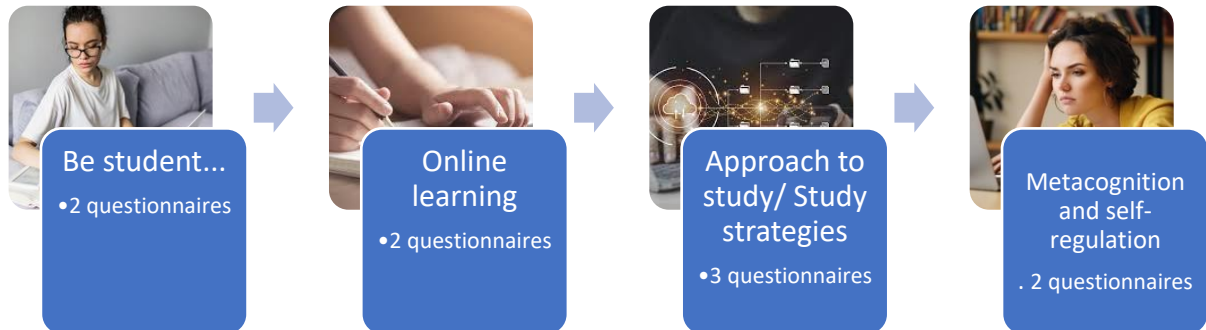 Be student...
•2 questionnaires
Online
learning
•2 questionnaires
Approach to
study/ Study
strategies
•3 questionnaires
Metacognition
and self-
regulation
. 2 questionnaires